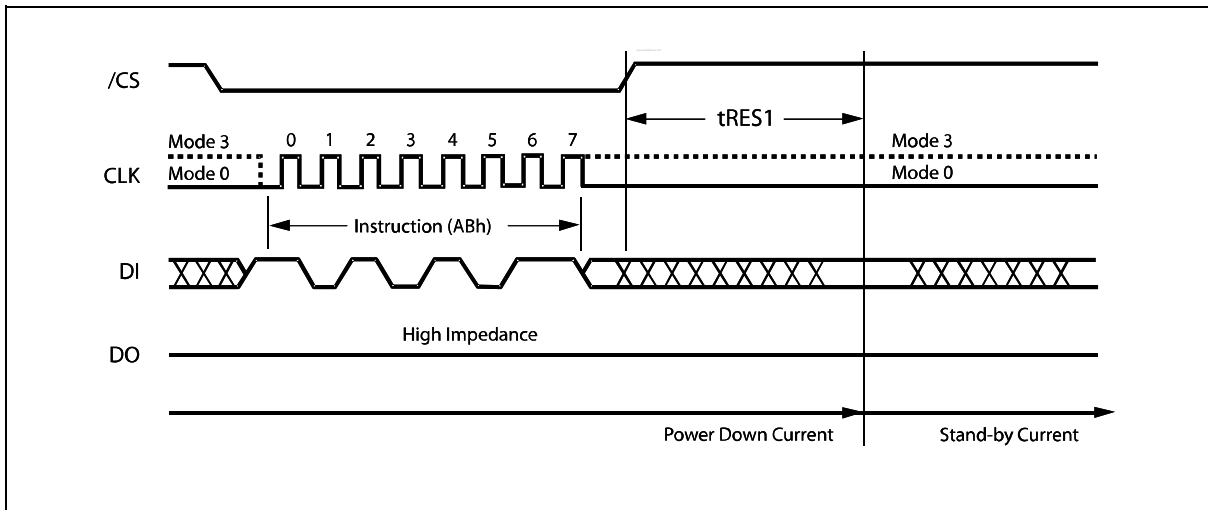 /CS
tRES1
Mode 3 0 1 2 3 4 5 6 7 Mode 3
CLK Mode 0 Mode 0
Instruction (ABh)
DI
High Impedance
DO
Power Down Current Stand-by Current